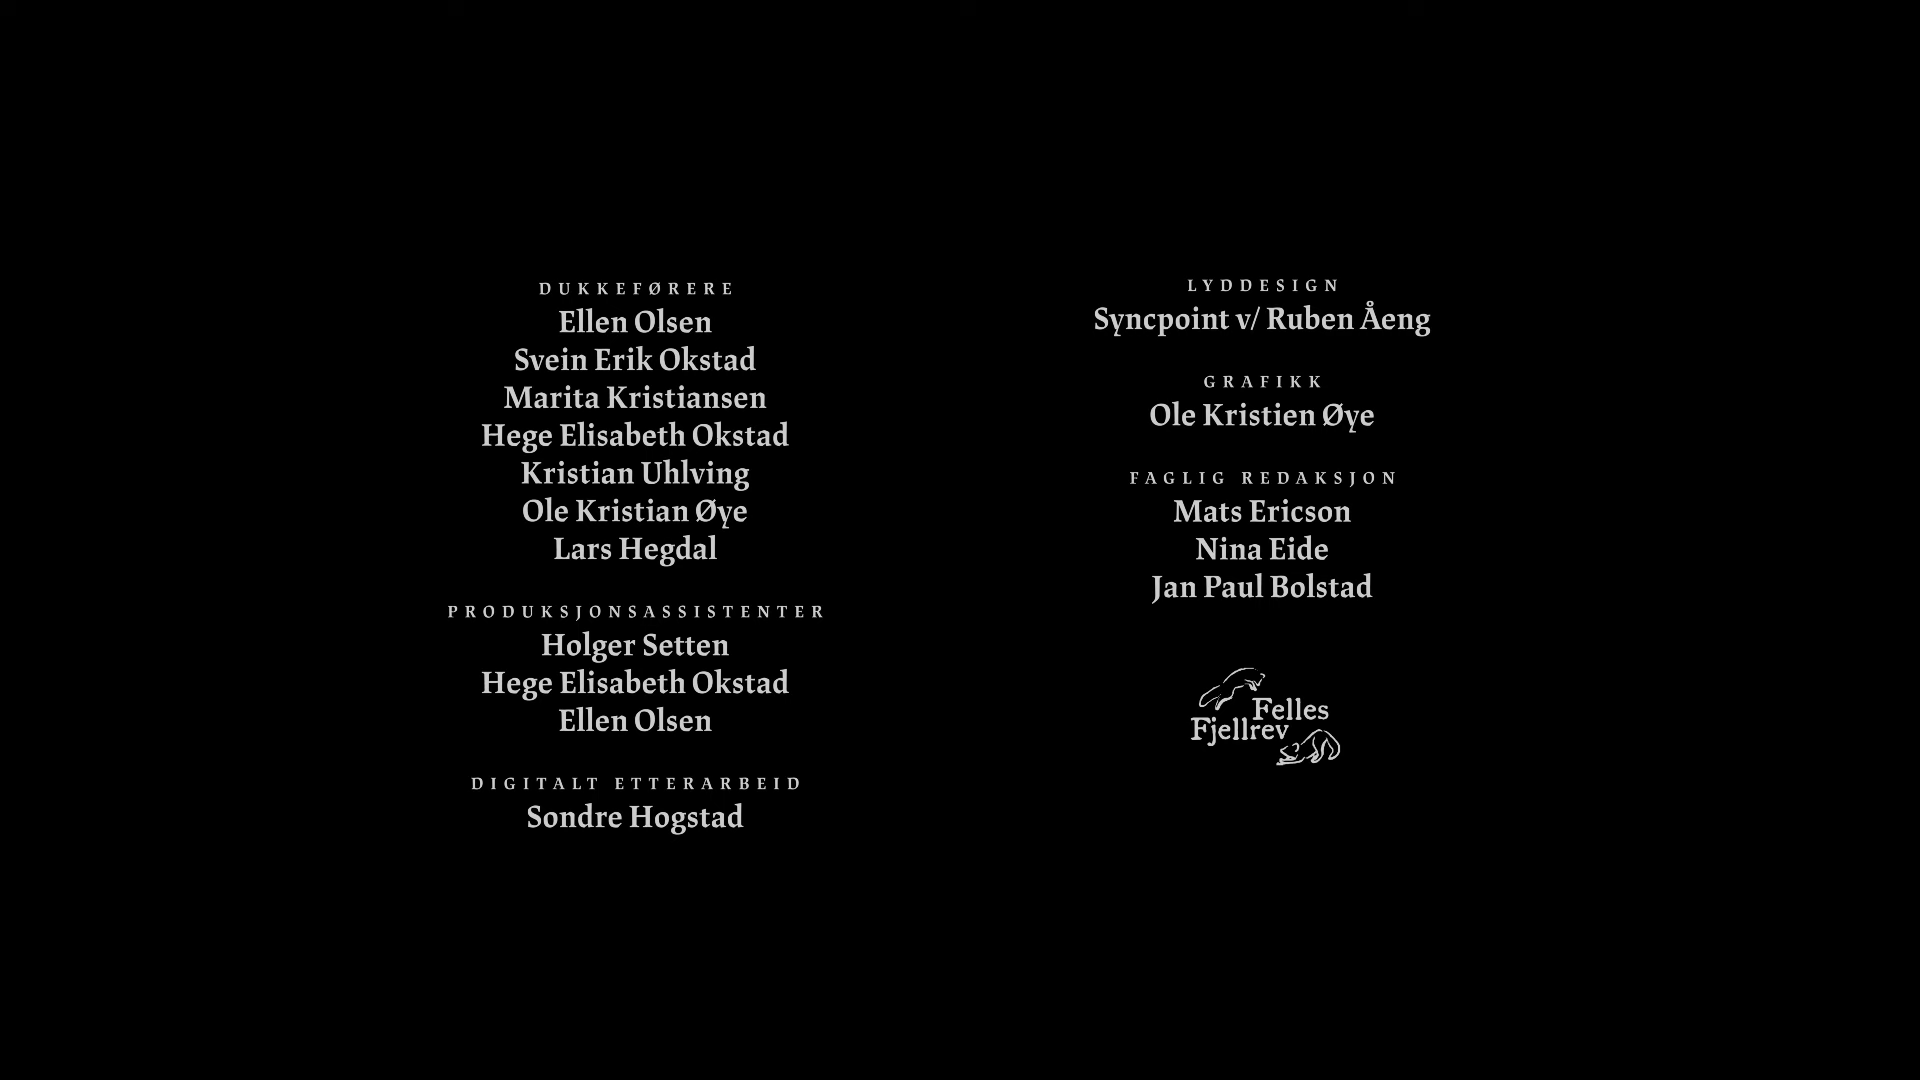 DUKKEFØRERE
Ellen Olsen
Svein Erik Okstad
Marita Kristiansen
Hege Elisabeth Okstad
Kristian Uhlving
Ole Kristian Øye
Lars Hegdal
PRODUKSJONSASSISTENTER
Holger Setten
Hege Elisabeth Okstad
Ellen Olsen
DIGITALT ETTERARBEID
Sondre Hogstad
LYDDESIGN
Syncpoint v/ Ruben Åeng
GRAFIKK
Ole Kristien Øye
FAGLIG REDAKSJON
Mats Ericson
Nina Eide
Jan Paul Bolstad
Felles
Fjellrev